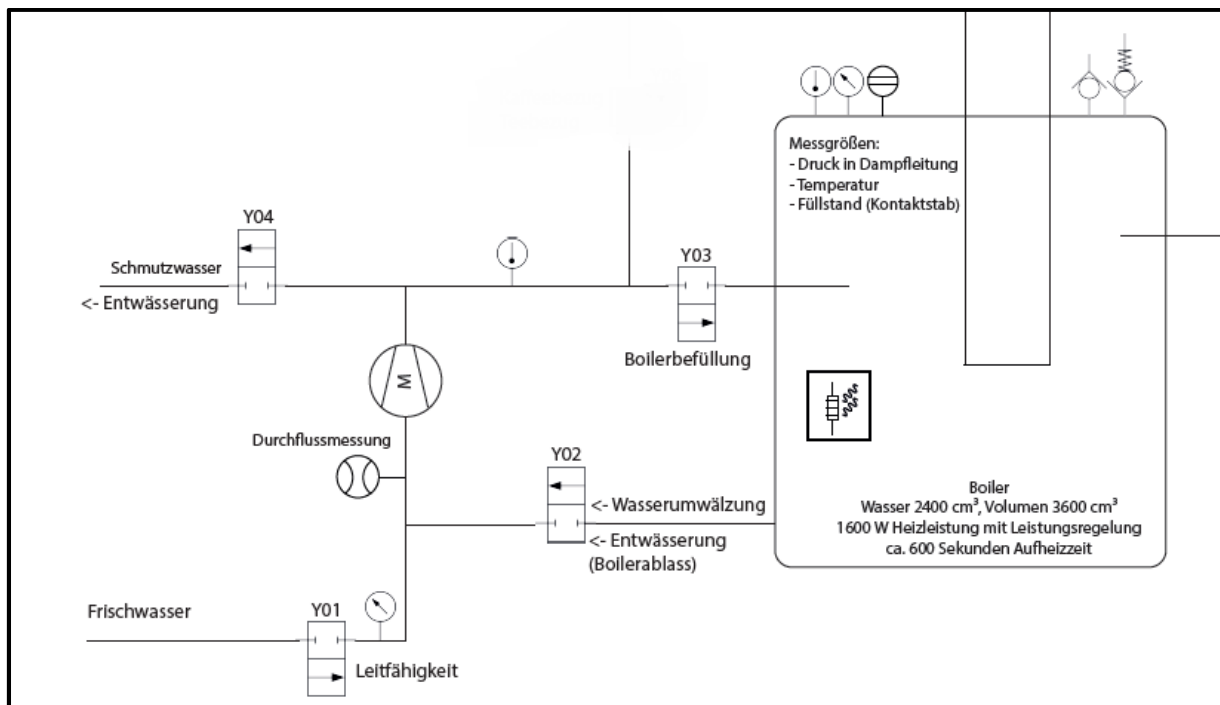 Messgrößen:
- Druck in Dampfleitung
- Temperatur
- Füllstand (Kontaktstab)
Y04
Schmutzwasser
<- Entwässerung
Y03
Boilerbefüllung
M
Durchflussmessung
Y02
<- Wasserumwälzung
<- Entwässerung
(Boilerablass)
Boiler
Wasser 2400 cm³, Volumen 3600 cm³
1600 W Heizleistung mit Leistungsregelung
ca. 600 Sekunden Aufheizzeit
Frischwasser
Y01
Leitfähigkeit